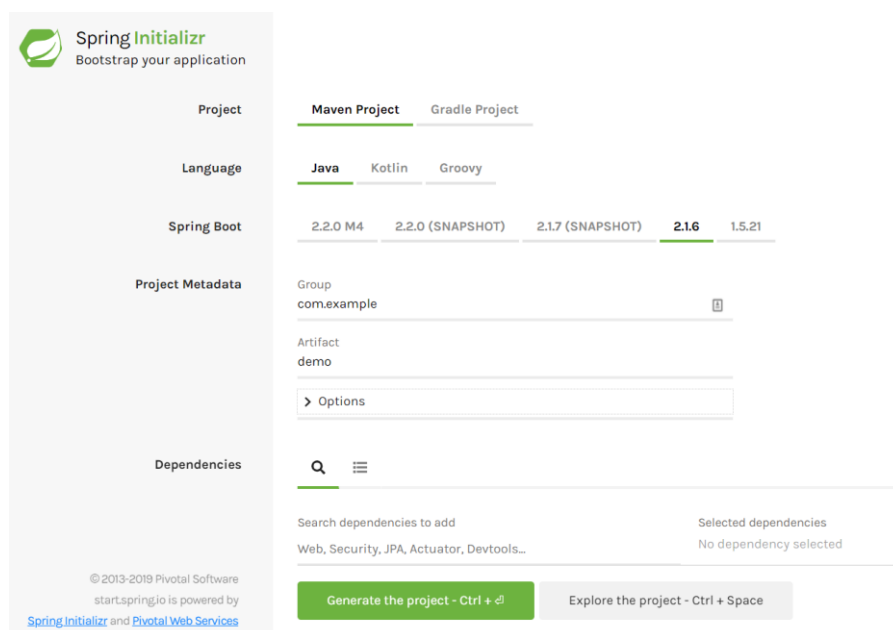 Spring Initializr
Bootstrap your application
Project
Maven Project Gradle Project
Language
Java Kotlin Groovy
Spring Boot
2.2.0 M4 2.2.0 (SNAPSHOT) 2.1.7 (SNAPSHOT) 2.1.6 1.5.21
Project Metadata
Group
com.example
Artifact
demo
Options
Dependencies
Search dependencies to add
Web, Security, JPA, Actuator, Devtools...
Selected dependencies
No dependency selected
© 2013-2019 Pivotal Software
start.spring.io is powered by
Spring Initializr and Pivotal Web Services
Generate the project - Ctrl + ⏎
Explore the project - Ctrl + Space